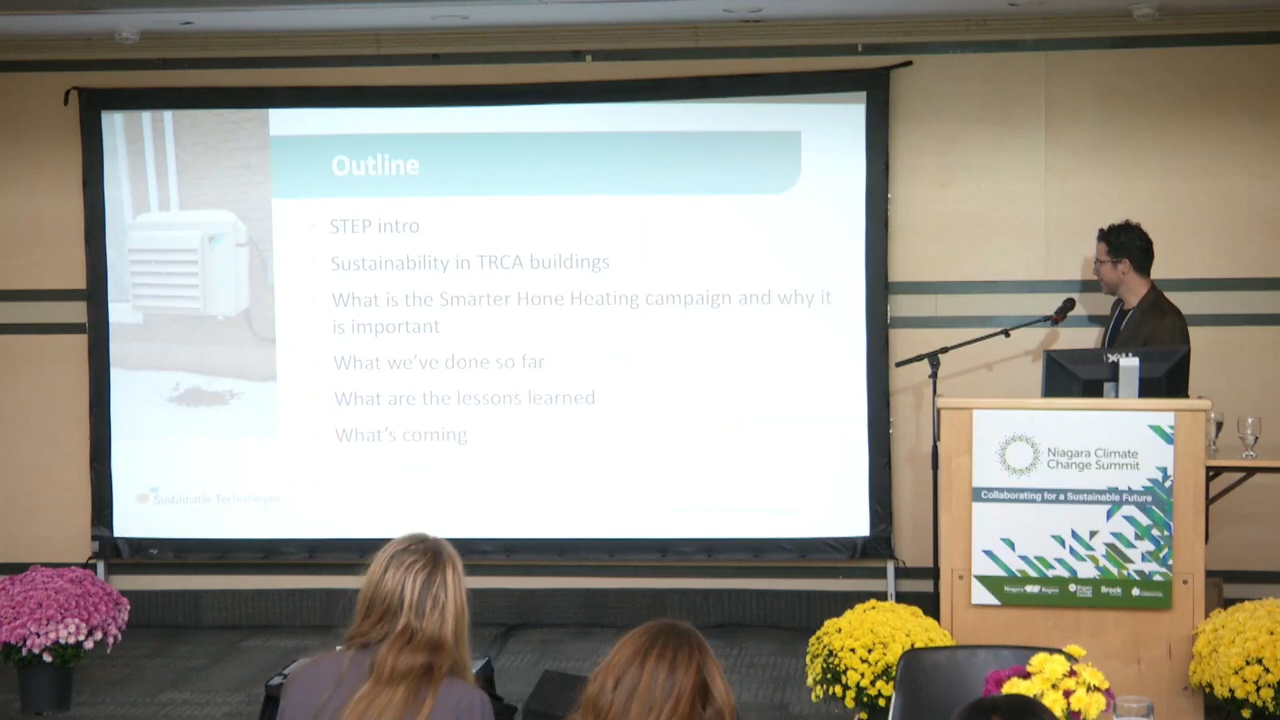 Outline
STEP intro
Sustainability in TRCA buildings
What is the Smarter Hone Heating campaign and why it
is important
What we've done so far
What are the lessons learned
What's coming
Sustainable Technologies
DELL
Niagara Climate
Change Summit
Collaborating for a Sustainable Future
Niagara Region
Brock